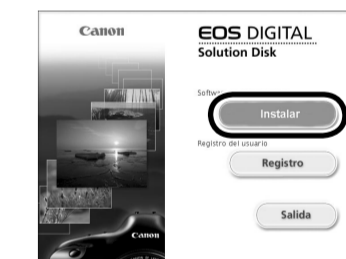 Canon
EOS DIGITAL
Solution Disk
Instalar
Registro del usuario
Registro
Salida
Canon